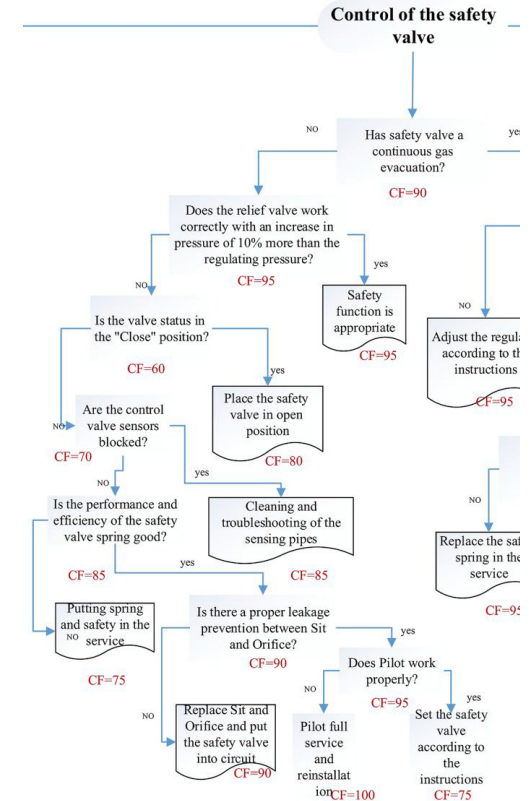 Control of the safety
valve
NO
yes
Has safety valve a
continuous gas
evacuation?
CF=90
Does the relief valve work
correctly with an increase in
pressure of 10% more than the
regulating pressure?
CF=95
yes
NO
Safety
function is
appropriate
CF=95
NO
Is the valve status in
the "Close" position?
CF=60
yes
Adjust the regula
according to th
instructions
CF=95
Place the safety
valve in open
position
CF=80
Are the control
valve sensors
blocked?
NO
CF=70
yes
NO
Is the performance and
efficiency of the safety
valve spring good?
CF=85
Cleaning and
troubleshooting of the
sensing pipes
CF=85
NO
Replace the saf
spring in the
service
CF=95
yes
Putting spring
and safety in the
NO
service
CF=75
Is there a proper leakage
prevention between Sit
and Orifice?
CF=90
yes
Does Pilot work
properly?
CF=95
NO
yes
NO
Replace Sit and
Orifice and put
the safety valve
into circuit
CF=90
Pilot full
service
and
reinstallat
ion
CF=100
Set the safety
valve
according to
the
instructions
CF=75